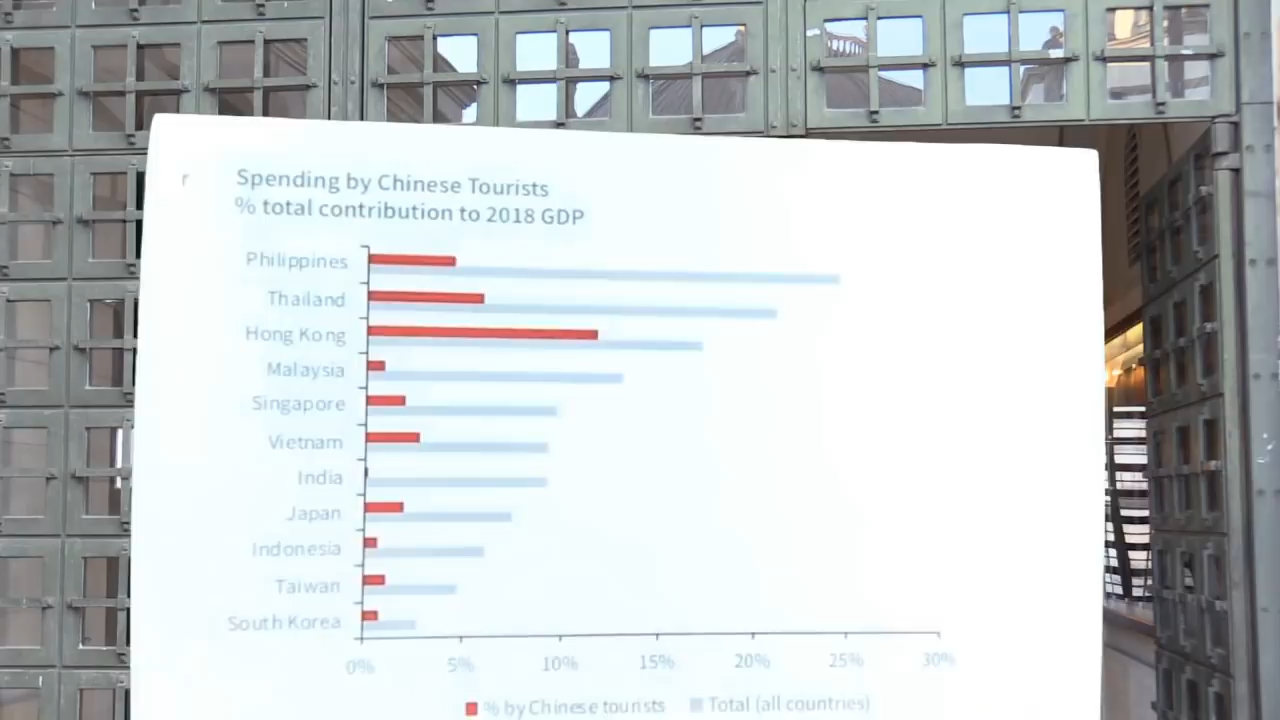 r
Spending by Chinese Tourists
% total contribution to 2018 GDP
Philippines
Thailand
Hong Kong
Malaysia
Singapore
Vietnam
India
Japan
Indonesia
Taiwan
South Korea
0% 5% 10% 15% 20% 25% 30%
% by Chinese tourists Total (all countries)